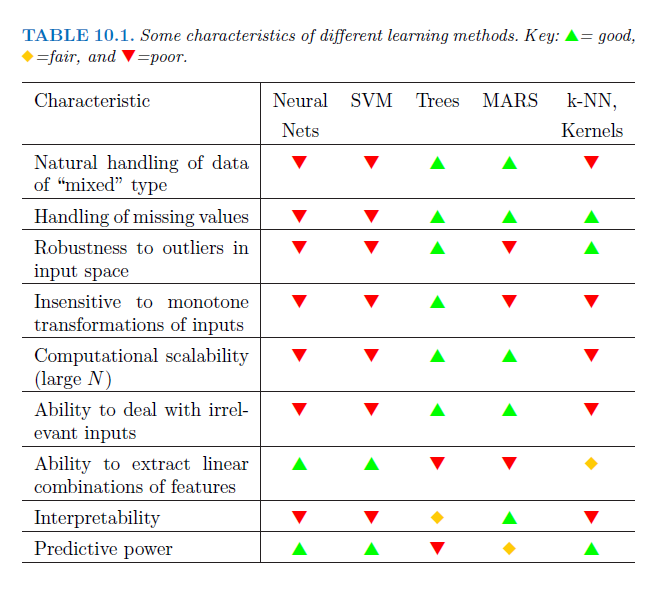 TABLE 10.1. Some characteristics of different learning methods. Key: ▲= good,
◆=fair, and ▼=poor.
Characteristic Neural SVM Trees MARS k-NN,
Nets Kernels
Natural handling of data ▼ ▼ ▲ ▲ ▼
of “mixed” type
Handling of missing values ▼ ▼ ▲ ▲ ▲
Robustness to outliers in ▼ ▼ ▲ ▼ ▲
input space
Insensitive to monotone ▼ ▼ ▲ ▼ ▼
transformations of inputs
Computational scalability ▼ ▼ ▲ ▲ ▼
(large N)
Ability to deal with irrel- ▼ ▼ ▲ ▲ ▼
evant inputs
Ability to extract linear ▲ ▲ ▼ ▼ ◆
combinations of features
Interpretability ▼ ▼ ◆ ▲ ▼
Predictive power ▲ ▲ ▼ ◆ ▲